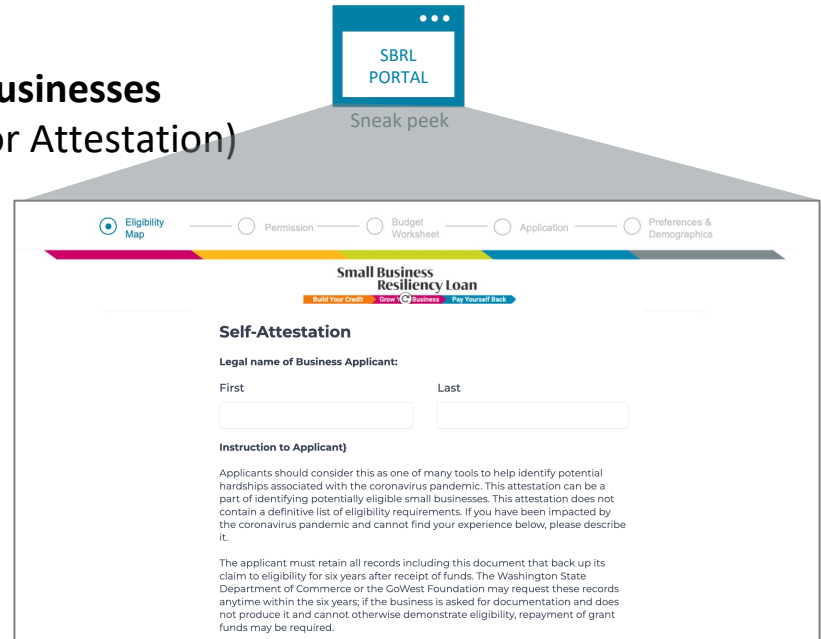 SBRL
PORTAL
usinesses
or Attestation)
Sneak peek
Eligibility
Map
Permission
Budget
Worksheet
Application
Preferences &
Demographics
Small Business
Resiliency Loan
Build Your Credit Grow Business Pay Yourself Back
Self-Attestation
Legal name of Business Applicant:
First Last
Instruction to Applicant}
Applicants should consider this as one of many tools to help identify potential
hardships associated with the coronavirus pandemic. This attestation can be a
part of identifying potentially eligible small businesses. This attestation does not
contain a definitive list of eligibility requirements. If you have been impacted by
the coronavirus pandemic and cannot find your experience below, please describe
it.
The applicant must retain all records including this document that back up its
claim to eligibility for six years after receipt of funds. The Washington State
Department of Commerce or the GoWest Foundation may request these records
anytime within the six years; if the business is asked for documentation and does
not produce it and cannot otherwise demonstrate eligibility, repayment of grant
funds may be required.